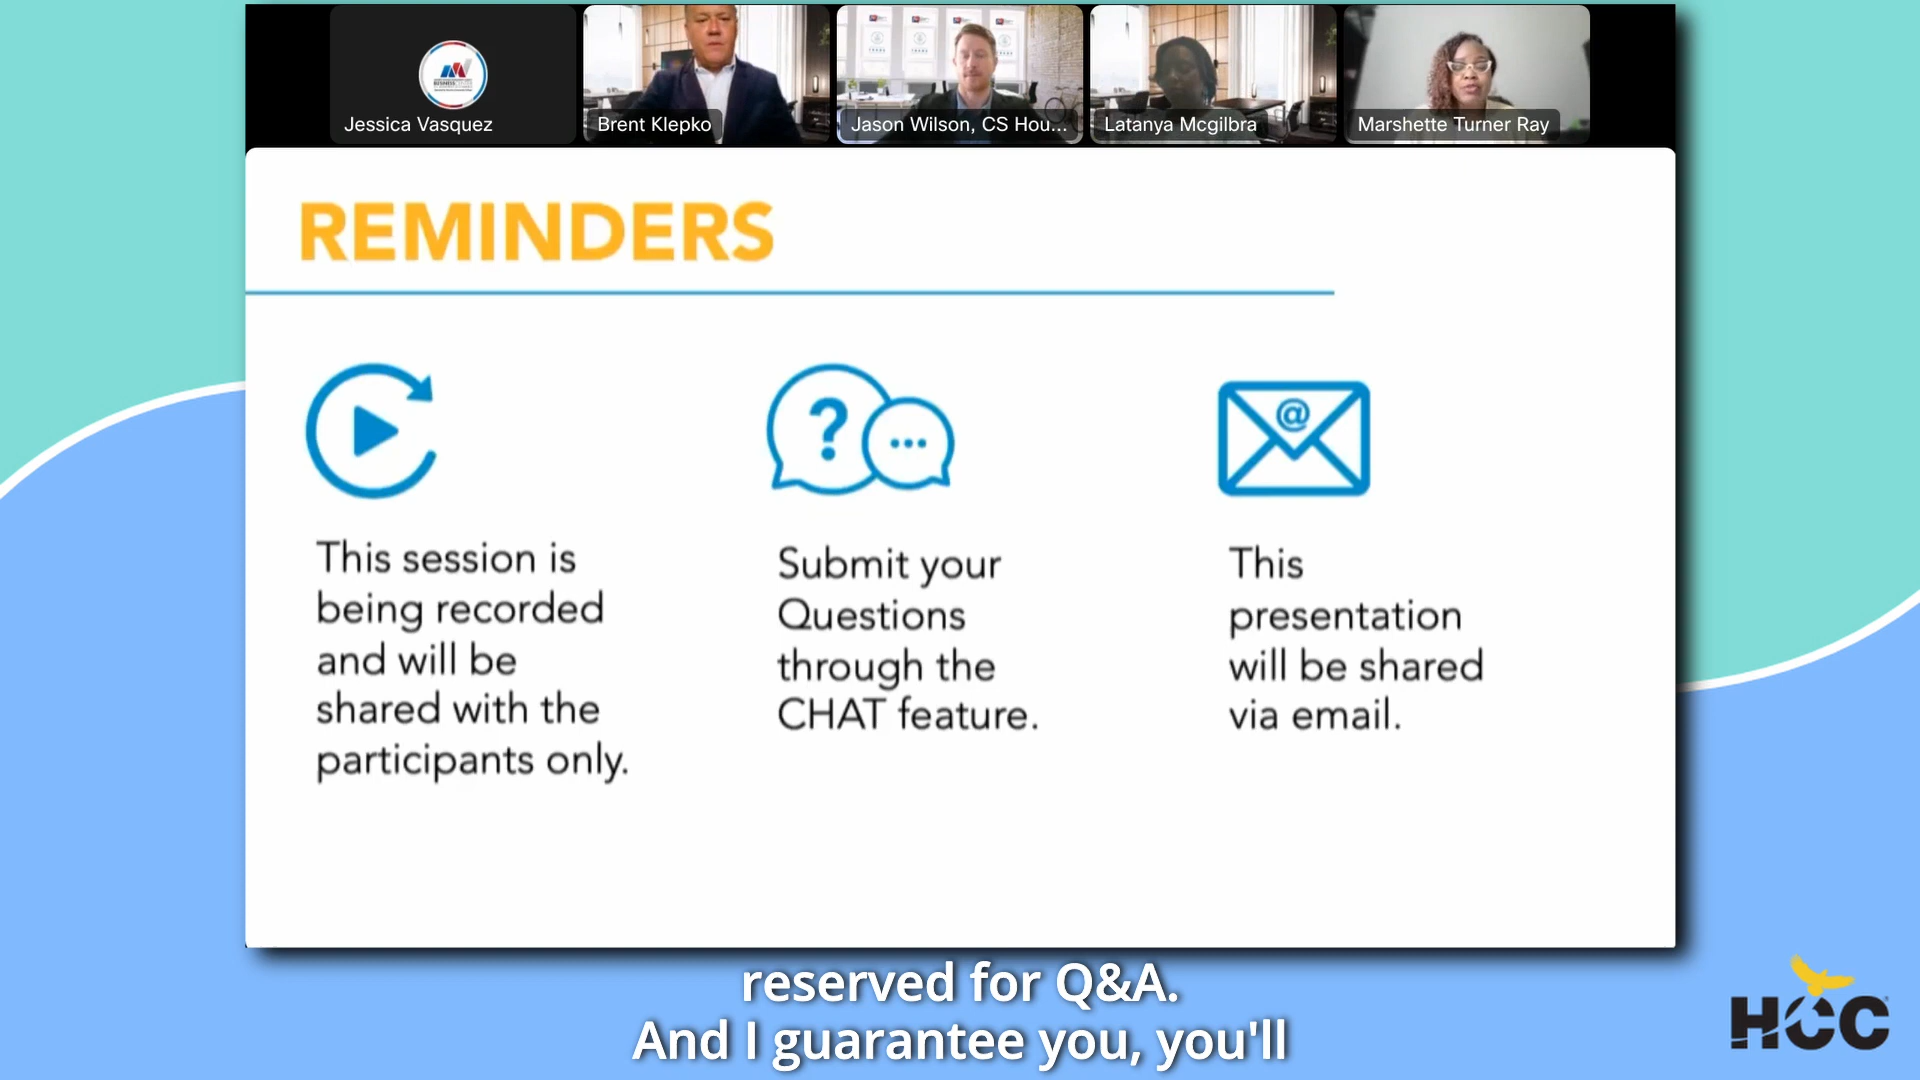 Jessica Vasquez
Brent Klepko
Jason Wilson, CS Hou...
Latanya Mcgilbra
Marshette Turner Ray
REMINDERS
?
...
@
This session is
being recorded
and will be
shared with the
participants only.
Submit your
Questions
through the
CHAT feature.
This
presentation
will be shared
via email.
reserved for Q&A.
And I guarantee you, you'll
HCC